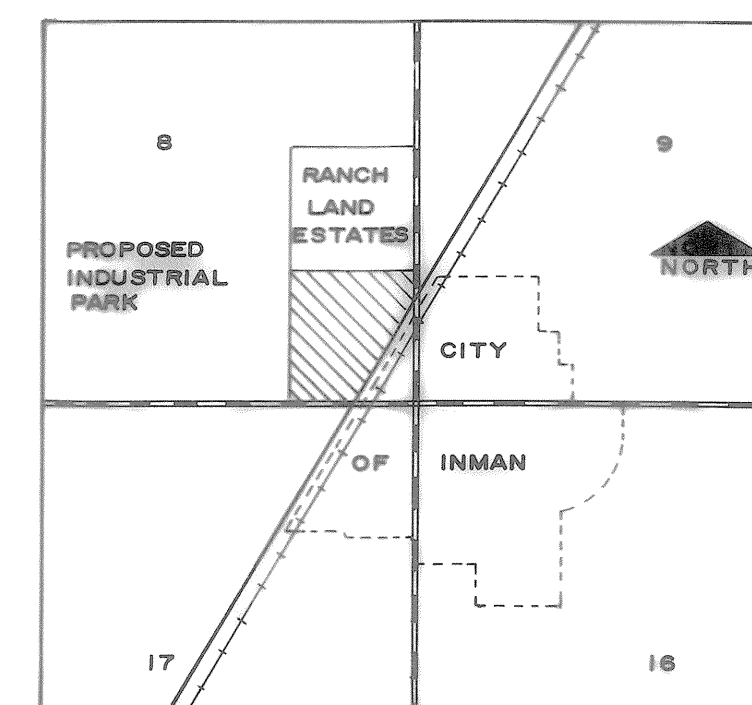 8
9
RANCH
LAND
ESTATES
PROPOSED
INDUSTRIAL
PARK
NORTH
CITY
OF INMAN
17
16